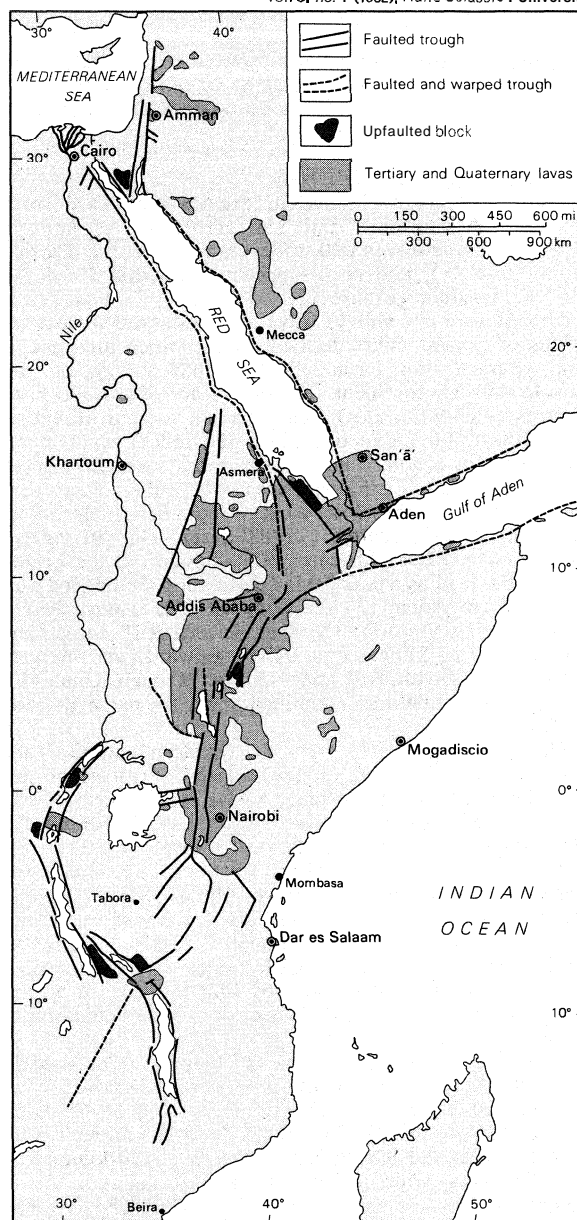 30°
40°
Faulted trough
Faulted and warped trough
Upfaulted block
Tertiary and Quaternary lavas
0 150 300 450 600 mi
0 300 600 900 km
MEDITERRANEAN
SEA
Amman
Cairo
30°
Nile
RED
SEA
Mecca
20°
Khartoum
Asmera
San'ā'
Aden
Gulf of Aden
10°
10°
Addis Ababa
Mogadiscio
0°
0°
Nairobi
Tabora
Mombasa
INDIAN
OCEAN
Dar es Salaam
10°
10°
30°
40°
50°
Beira